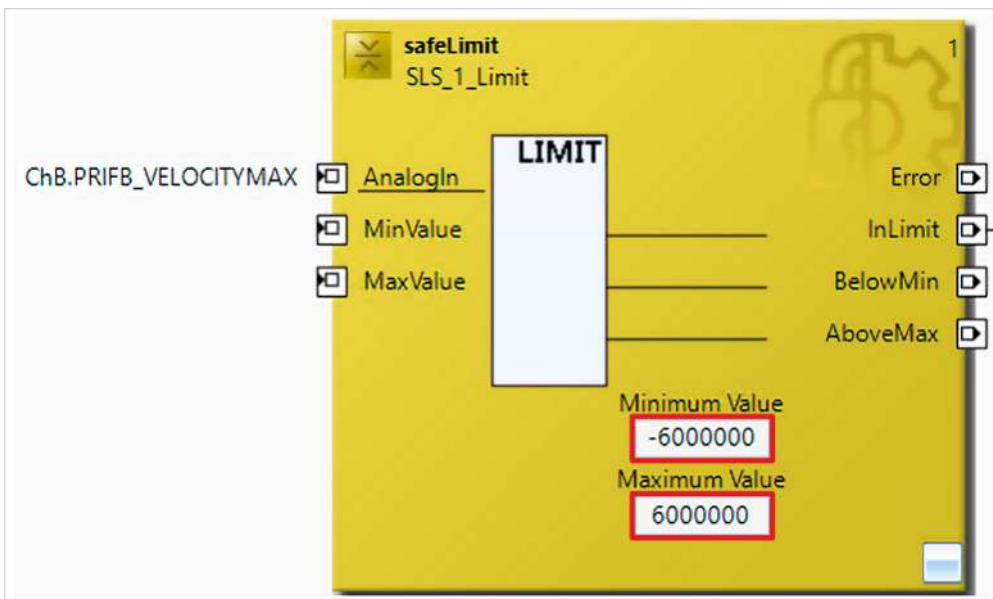 safeLimit
1
SLS_1_Limit
LIMIT
ChB.PRIFB_VELOCITYMAX
AnalogIn
Error
MinValue
InLimit
MaxValue
BelowMin
AboveMax
Minimum Value
-6000000
Maximum Value
6000000